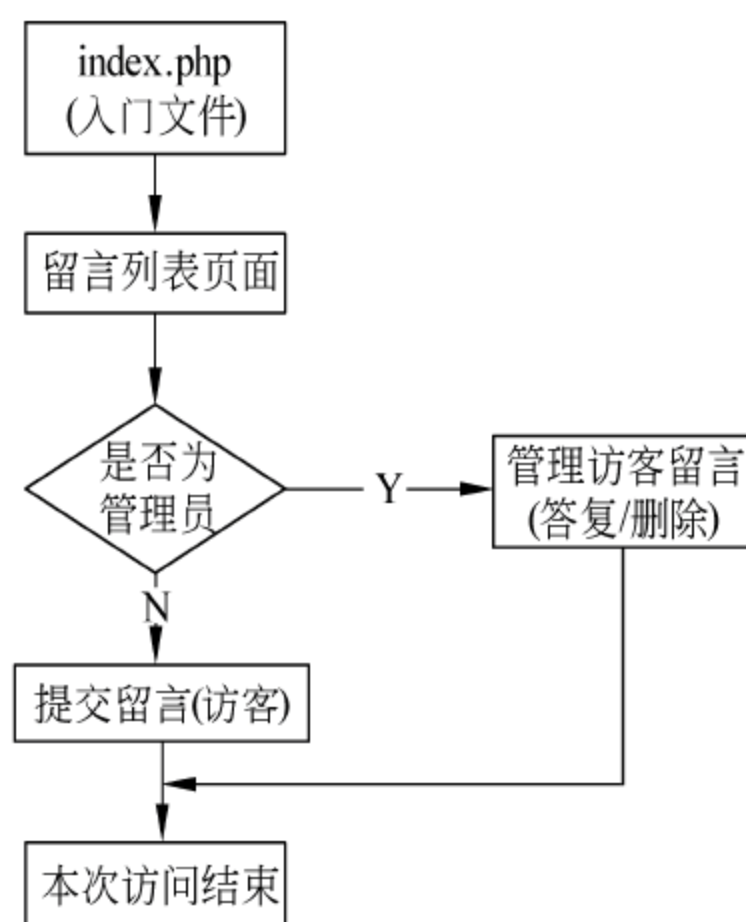 index.php
(入门文件)
留言列表页面
是否为
管理员
Y
管理访客留言
(答复/删除)
N
提交留言(访客)
本次访问结束